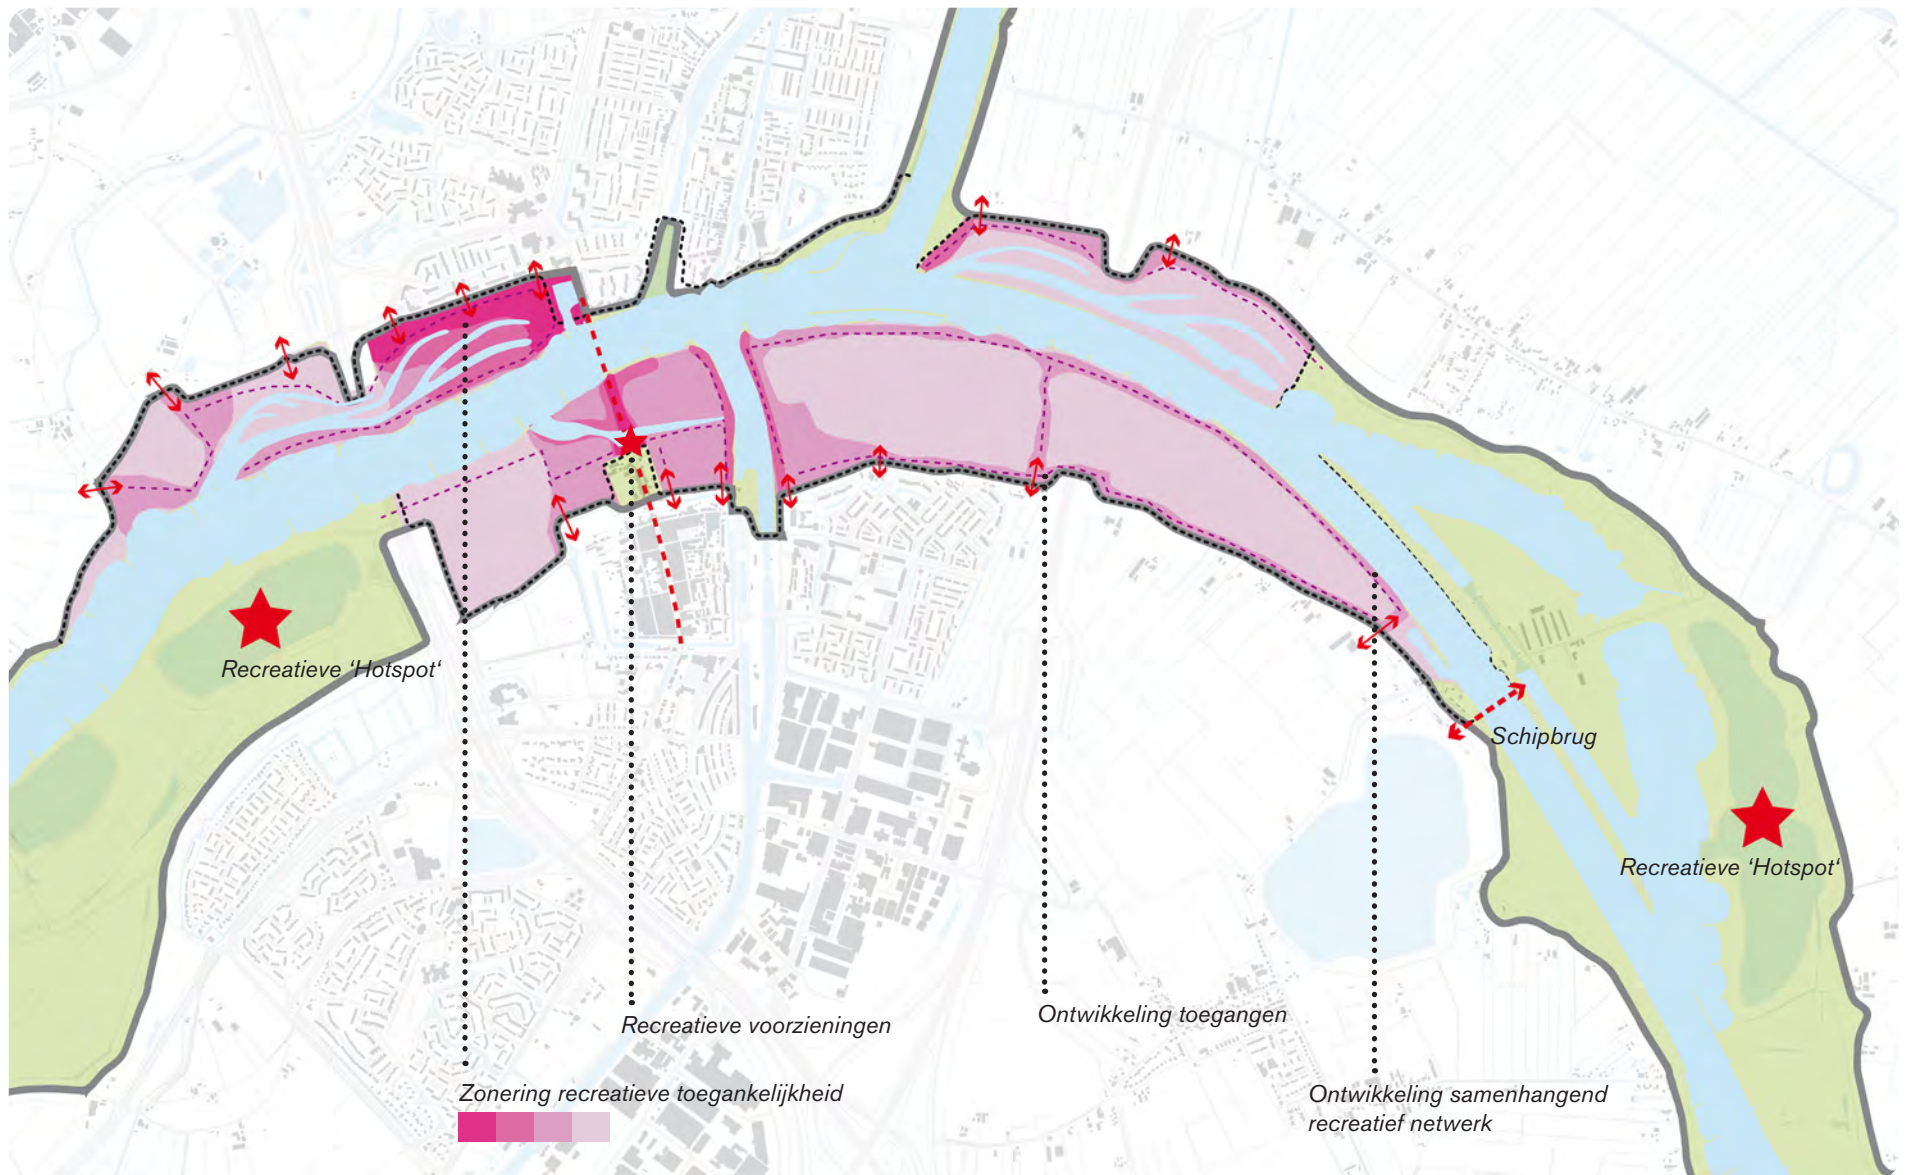 Recreatieve ‘Hotspot‘
Schipbrug
Recreatieve ‘Hotspot‘
Recreatieve voorzieningen
Ontwikkeling toegangen
Zonering recreatieve toegankelijkheid
Ontwikkeling samenhangend
recreatief netwerk